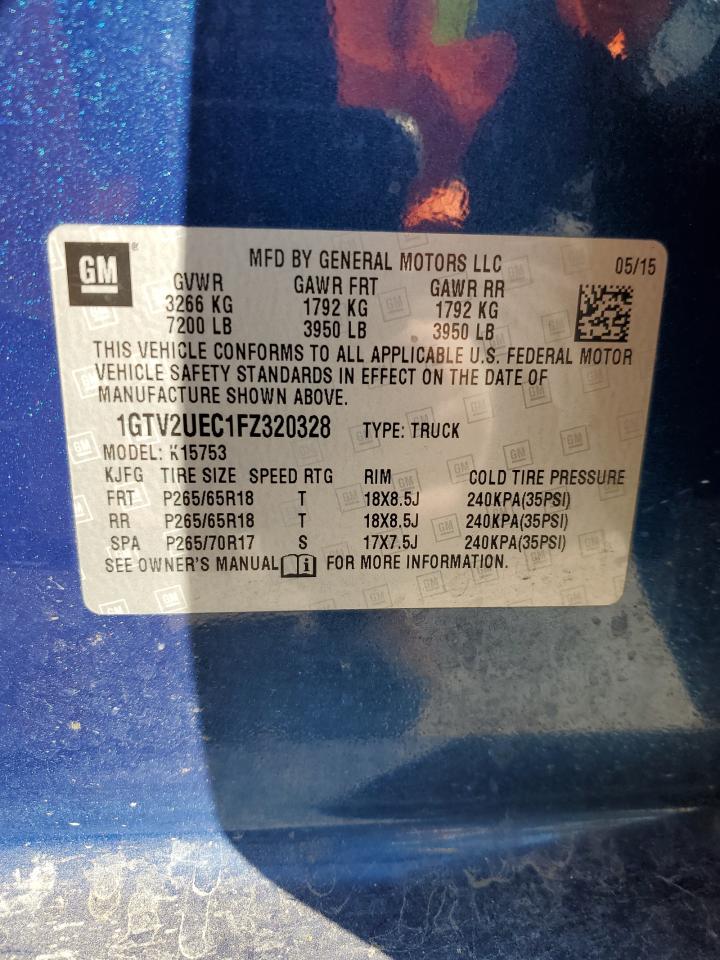 GM ® MFD BY GENERAL MOTORS LLC 05/15
GVWR GAWR FRT GAWR RR
3266 KG 1792 KG 1792 KG
7200 LB 3950 LB 3950 LB
THIS VEHICLE CONFORMS TO ALL APPLICABLE U.S. FEDERAL MOTOR
VEHICLE SAFETY STANDARDS IN EFFECT ON THE DATE OF
MANUFACTURE SHOWN ABOVE.
1GTV2UEC1FZ320328 TYPE: TRUCK
MODEL: K15753
KJFG TIRE SIZE SPEED RTG RIM COLD TIRE PRESSURE
FRT P265/65R18 T 18X8.5J 240KPA(35PSI)
RR P265/65R18 T 18X8.5J 240KPA(35PSI)
SPA P265/70R17 S 17X7.5J 240KPA(35PSI)
SEE OWNER'S MANUAL i FOR MORE INFORMATION.